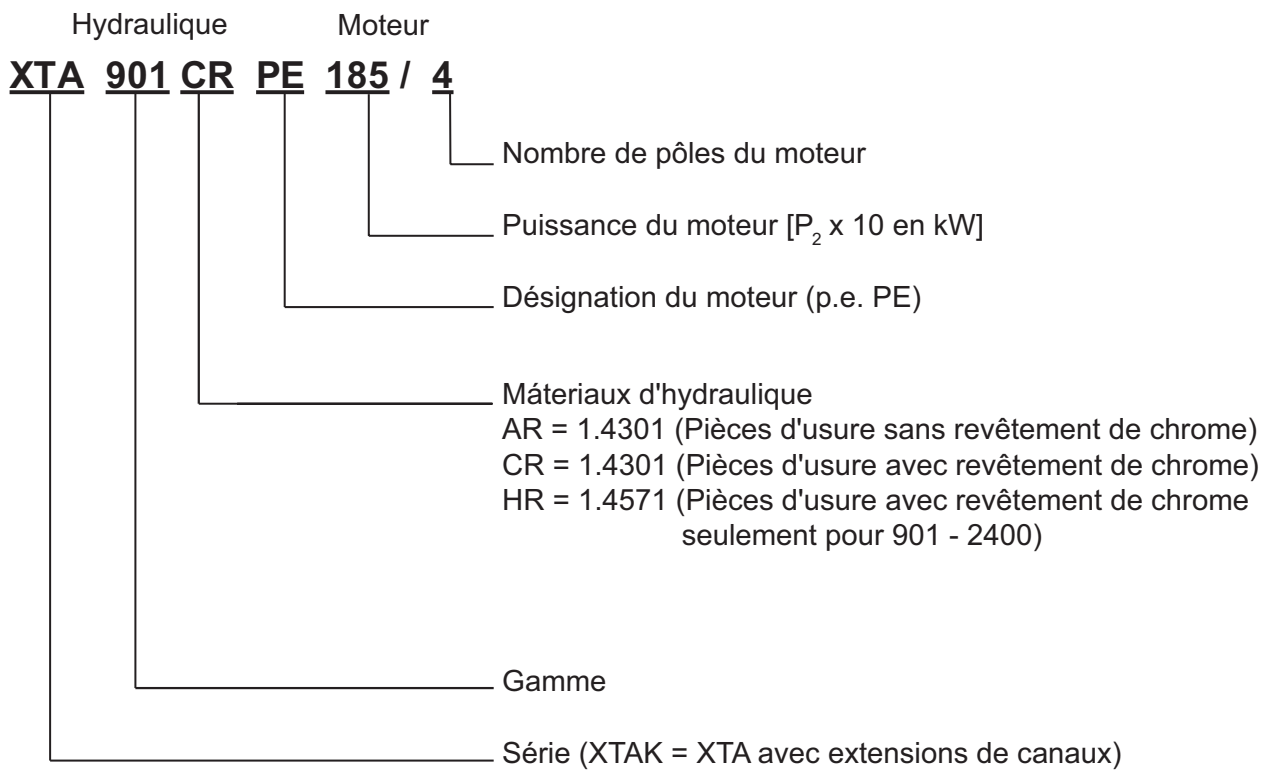 Hydraulique Moteur
XTA 901 CR PE 185 / 4
Nombre de pôles du moteur
Puissance du moteur [P2 x 10 en kW]
Désignation du moteur (p.e. PE)
Máteriaux d'hydraulique
AR = 1.4301 (Pièces d'usure sans revêtement de chrome)
CR = 1.4301 (Pièces d'usure avec revêtement de chrome)
HR = 1.4571 (Pièces d'usure avec revêtement de chrome
seulement pour 901 - 2400)
Gamme
Série (XTAK = XTA avec extensions de canaux)